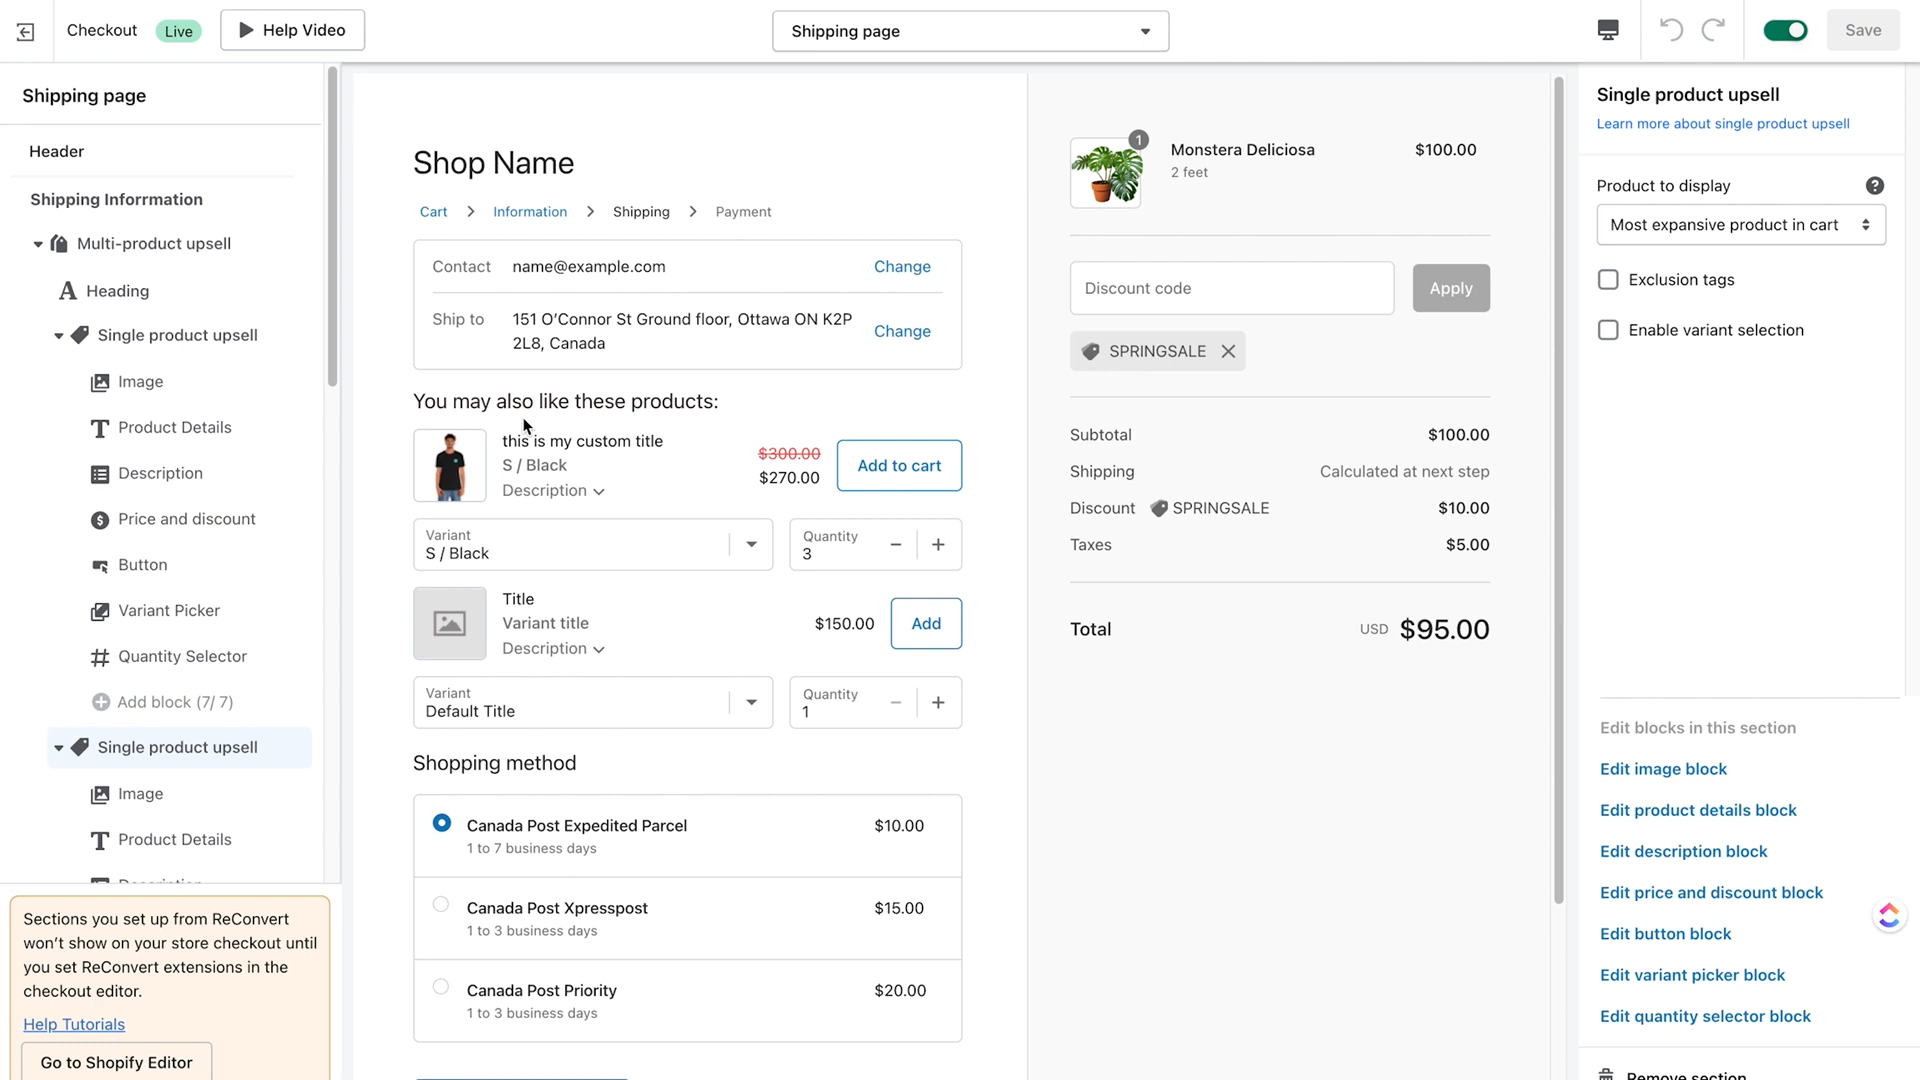 Checkout
Live
Help Video
Shipping page
Save
Shipping page
Header
Shipping Inforrmation
Multi-product upsell
Heading
Single product upsell
Image
Product Details
Description
Price and discount
Button
Variant Picker
Quantity Selector
Add block (7/ 7)
Single product upsell
Image
Product Details
Sections you set up from ReConvert
won't show on your store checkout until
you set ReConvert extensions in the
checkout editor.
Help Tutorials
Go to Shopify Editor
Shop Name
Cart
Information
Shipping
Payment
Contact name@example.com Change
Ship to 151 O'Connor St Ground floor, Ottawa ON K2P
2L8, Canada
Change
You may also like these products:
this is my custom title
S / Black
Description
$300.00
$270.00
Add to cart
Variant
S / Black
Quantity
3
Title
Variant title
Description
$150.00
Add
Variant
Default Title
Quantity
1
Shopping method
Canada Post Expedited Parcel $10.00
1 to 7 business days
Canada Post Xpresspost $15.00
1 to 3 business days
Canada Post Priority $20.00
1 to 3 business days
1
Monstera Deliciosa $100.00
2 feet
Discount code
Apply
SPRINGSALE
Subtotal $100.00
Shipping Calculated at next step
Discount SPRINGSALE $10.00
Taxes $5.00
Total USD $95.00
Single product upsell
Learn more about single product upsell
Product to display
?
Most expensive product in cart
Exclusion tags
Enable variant selection
Edit blocks in this section
Edit image block
Edit product details block
Edit description block
Edit price and discount block
Edit button block
Edit variant picker block
Edit quantity selector block
Remove section